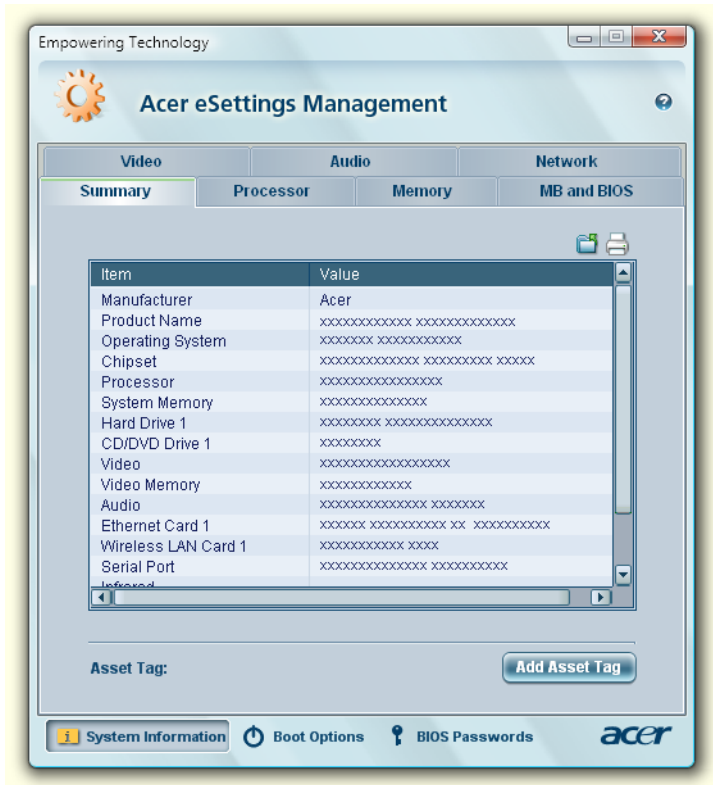 Empowering Technology
Acer eSettings Management
Video Audio Network
Summary Processor Memory MB and BIOS
Item Value
Manufacturer Acer
Product Name xxxxxxxxxxxx xxxxxxxxxxxxx
Operating System xxxxxxx xxxxxxxxxxx
Chipset xxxxxxxxxxxxx xxxxxxxxx xxxxx
Processor xxxxxxxxxxxxxxxx
System Memory xxxxxxxxxxxxxx
Hard Drive 1 xxxxxxxx xxxxxxxxxxxxxx
CD/DVD Drive 1 xxxxxxxx
Video xxxxxxxxxxxxxxxxx
Video Memory xxxxxxxxxxxx
Audio xxxxxxxxxxxxxx xxxxxxx
Ethernet Card 1 xxxxxx xxxxxxxxxx xx xxxxxxxxxx
Wireless LAN Card 1 xxxxxxxxxxx xxxx
Serial Port xxxxxxxxxxxxxx xxxxxxxxxx
Infrared
Asset Tag: Add Asset Tag
System Information Boot Options BIOS Passwords acer